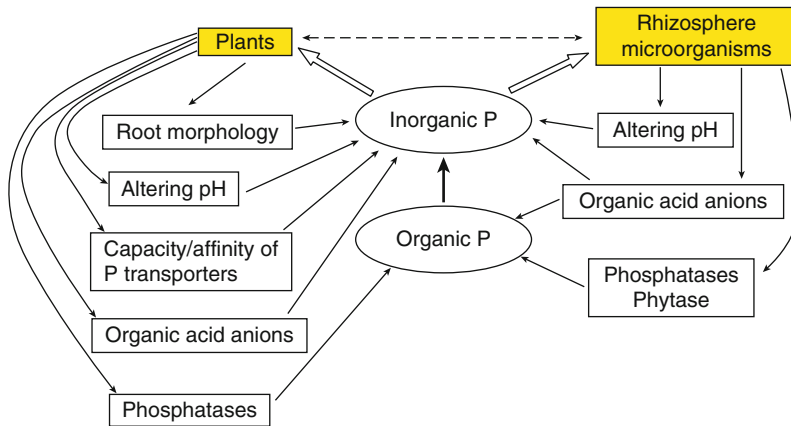 Plants
Rhizosphere
microorganisms
Root morphology
Inorganic P
Altering pH
Altering pH
Organic acid anions
Capacity/affinity of
P transporters
Organic P
Phosphatases
Phytase
Organic acid anions
Phosphatases